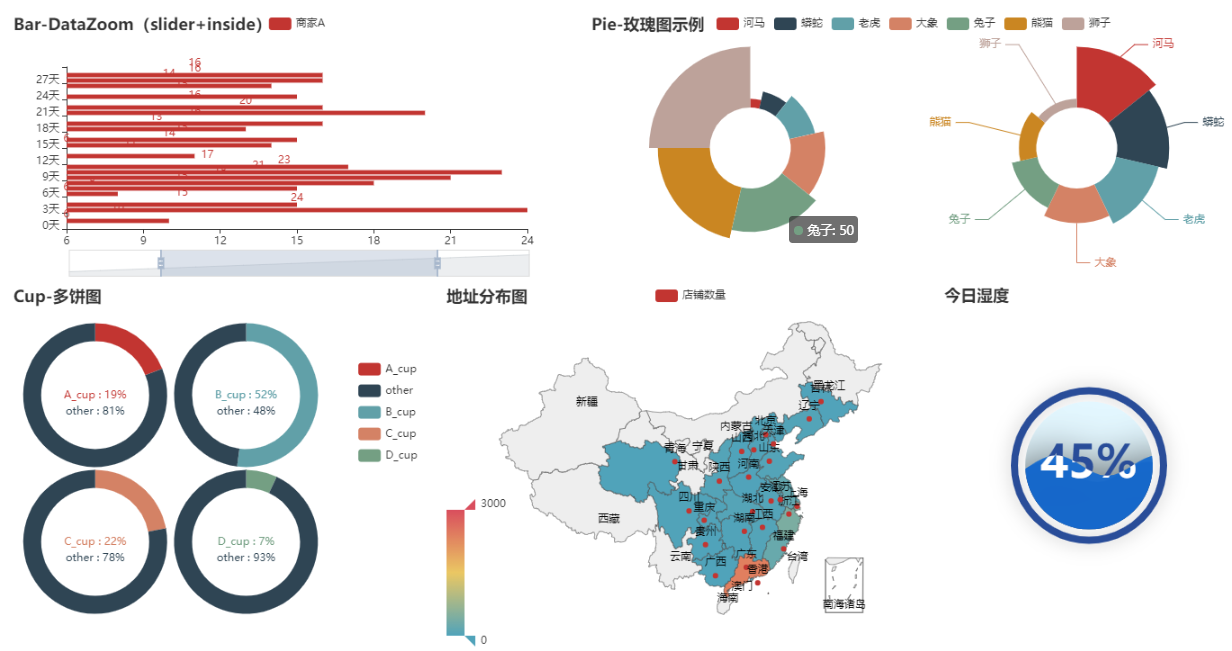 Bar-DataZoom（slider+inside）
商家A
16
16
14
27天
24天
21天
18天
15天
12天
9天
6天
3天
0天
16
20
13
14
17
23
21
15
24
6
9
12
15
18
21
24
Pie-玫瑰图示例
河马
蟒蛇
老虎
大象
兔子
熊猫
狮子
兔子: 50
狮子
河马
熊猫
蟒蛇
兔子
老虎
大象
Cup-多饼图
A_cup : 19%
other : 81%
B_cup : 52%
other : 48%
C_cup : 22%
other : 78%
D_cup : 7%
other : 93%
A_cup
other
B_cup
C_cup
D_cup
地址分布图
店铺数量
3000
0
新疆
西藏
青海
甘肃
宁夏
内蒙古
黑龙江
吉林
辽宁
北京
天津
河北
山西
山东
陕西
河南
四川
重庆
湖北
安徽
江苏
上海
浙江
湖南
江西
贵州
福建
云南
广西
广东
香港
澳门
海南
台湾
南海诸岛
今日湿度
45%